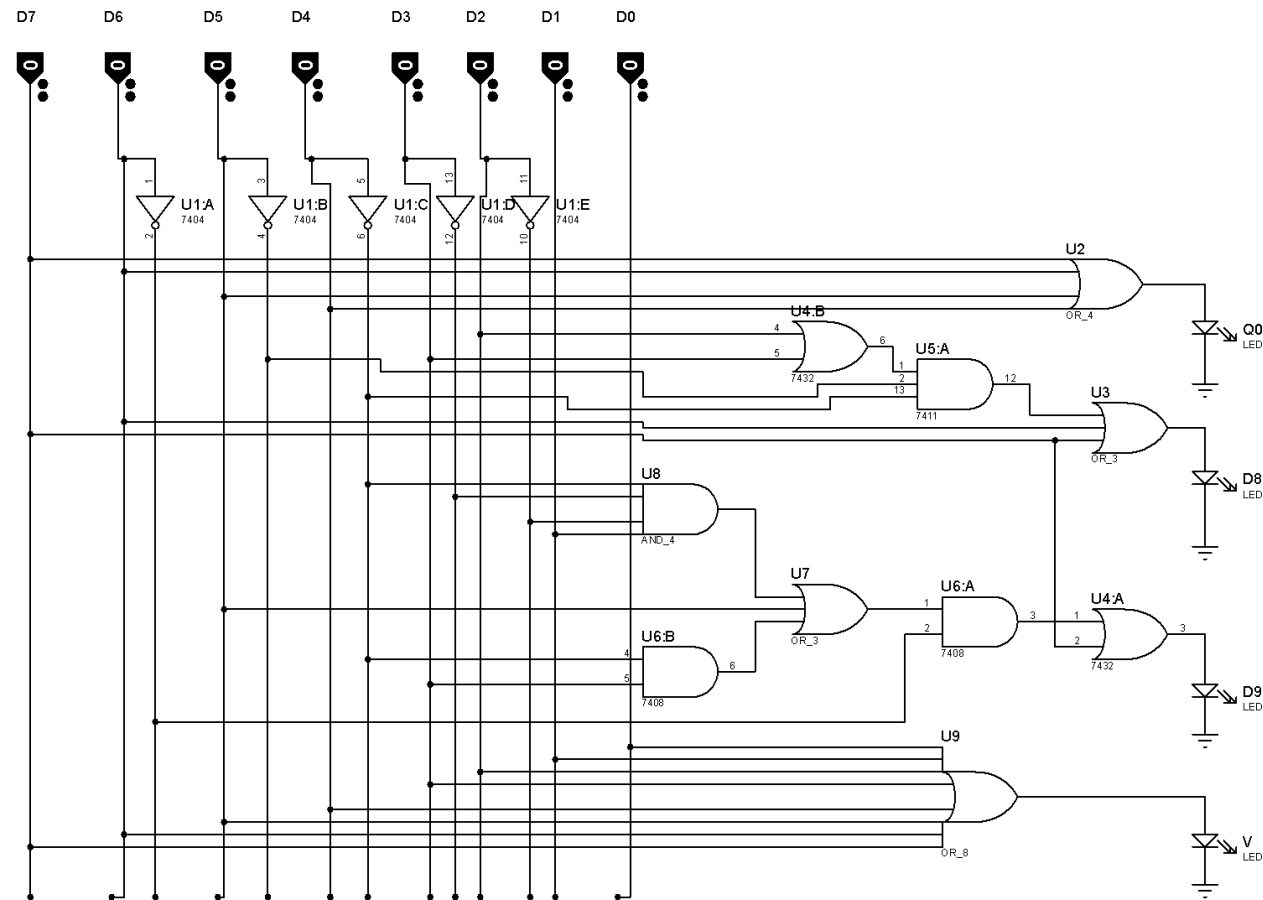 D7 D6 D5 D4 D3 D2 D1 D0
0 0 0 0 0 0 0 0
1 3 5 13 11
U1:A U1:B U1:C U1:D U1:E
7404 7404 7404 7404 7404
2 4 6 12 10
U2
OR_4
Q0
LED
U4:B
4
5
6
7432
U5:A
1
2
13
12
7411
U3
OR_3
D8
LED
U8
AND_4
U7
OR_3
U6:A
1
2
3
7408
U4:A
1
2
3
7432
U6:B
4
5
6
7408
D9
LED
U9
OR_8
V
LED